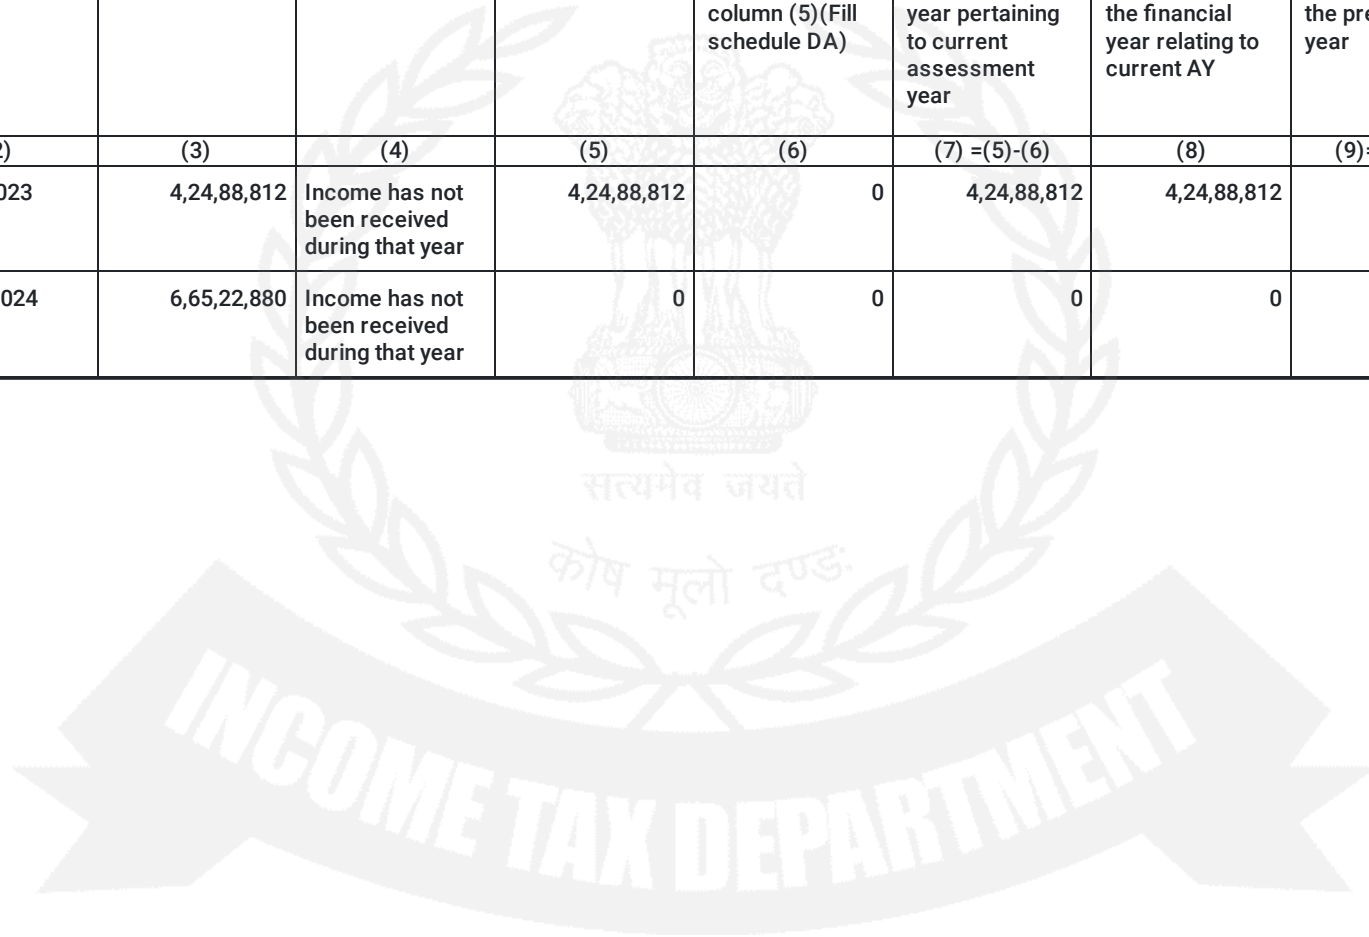 column (5)(Fill schedule DA)
year pertaining to current assessment year
the financial year relating to current AY
the pre year
2) (3) (4) (5) (6) (7) =(5)-(6) (8) (9)=
023 4,24,88,812 Income has not been received during that year 4,24,88,812 0 4,24,88,812 4,24,88,812
024 6,65,22,880 Income has not been received during that year 0 0 0 0
सत्यमेव जयते
कोष मूलो दण्डः
INCOME TAX DEPARTMENT